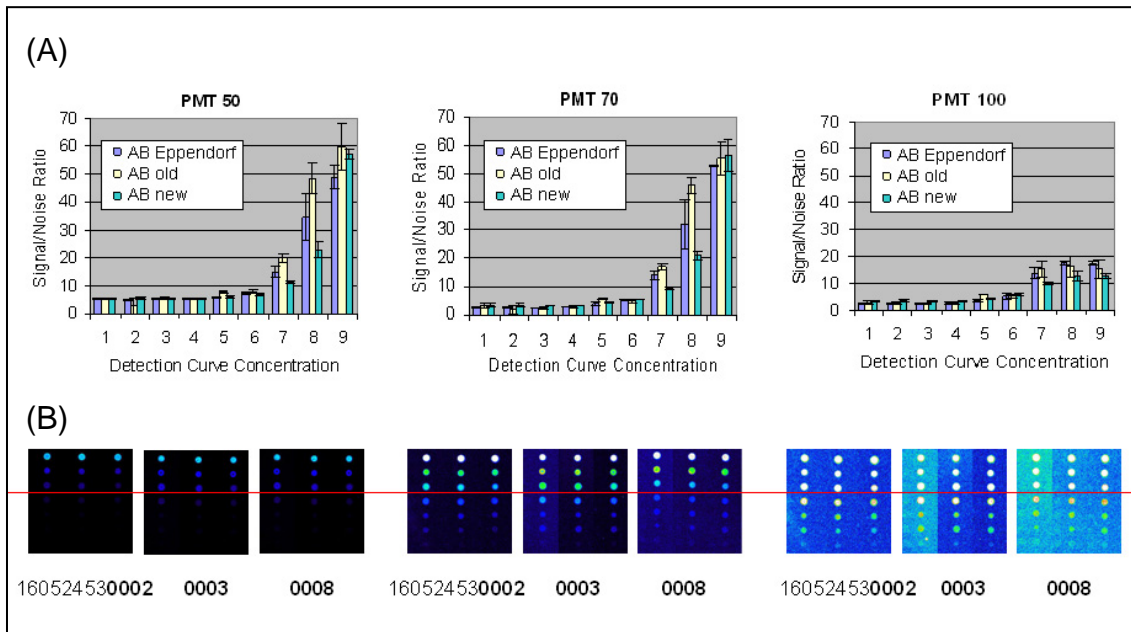 (A)
PMT 50
Signal/Noise Ratio
70
60
50
40
30
20
10
0
AB Eppendorf
AB old
AB new
1 2 3 4 5 6 7 8 9
Detection Curve Concentration
PMT 70
Signal/Noise Ratio
70
60
50
40
30
20
10
0
AB Eppendorf
AB old
AB new
1 2 3 4 5 6 7 8 9
Detection Curve Concentration
PMT 100
Signal/Noise Ratio
70
60
50
40
30
20
10
0
AB Eppendorf
AB old
AB new
1 2 3 4 5 6 7 8 9
Detection Curve Concentration
(B)
160524530002 0003 0008 160524530002 0003 0008 160524530002 0003 0008